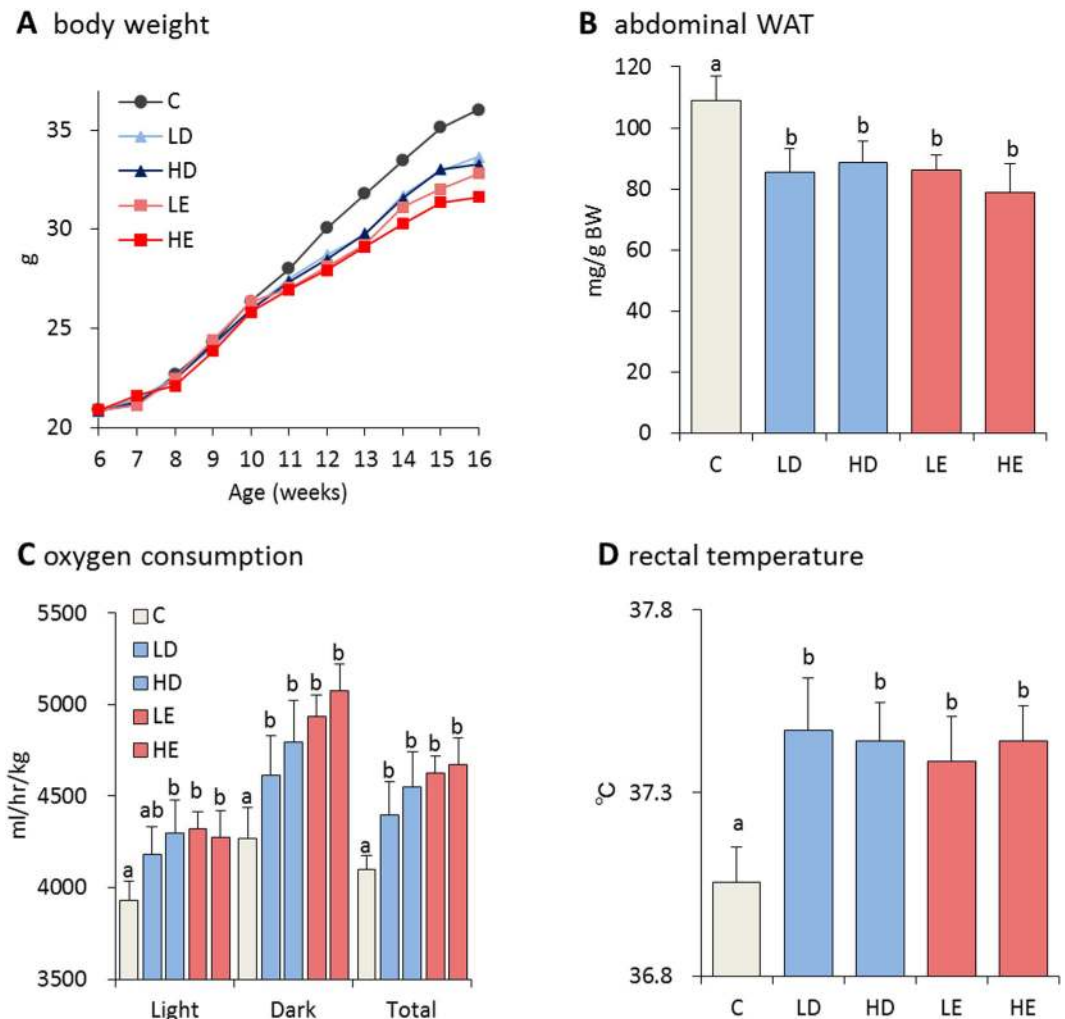 A body weight
C
LD
HD
LE
HE
g
35
30
25
20
6 7 8 9 10 11 12 13 14 15 16
Age (weeks)
B abdominal WAT
mg/g BW
120
100
80
60
40
20
0
a b b b b
C LD HD LE HE
C oxygen consumption
C
LD
HD
LE
HE
ml/hr/kg
5500
5000
4500
4000
3500
a ab b b b a b b b b a b b b b
Light Dark Total
D rectal temperature
°C
37.8
37.3
36.8
a b b b b
C LD HD LE HE